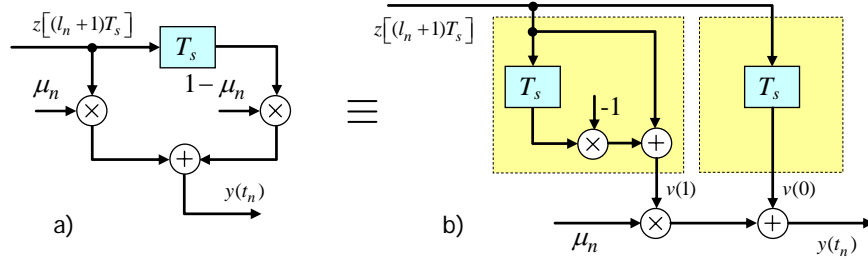 z[(l_n+1)T_s]
T_s
1− μ_n
μ_n
×
×
+
y(t_n)
a)
≡
z[(l_n+1)T_s]
T_s
T_s
-1
×
+
v(1)
v(0)
μ_n
×
+
y(t_n)
b)